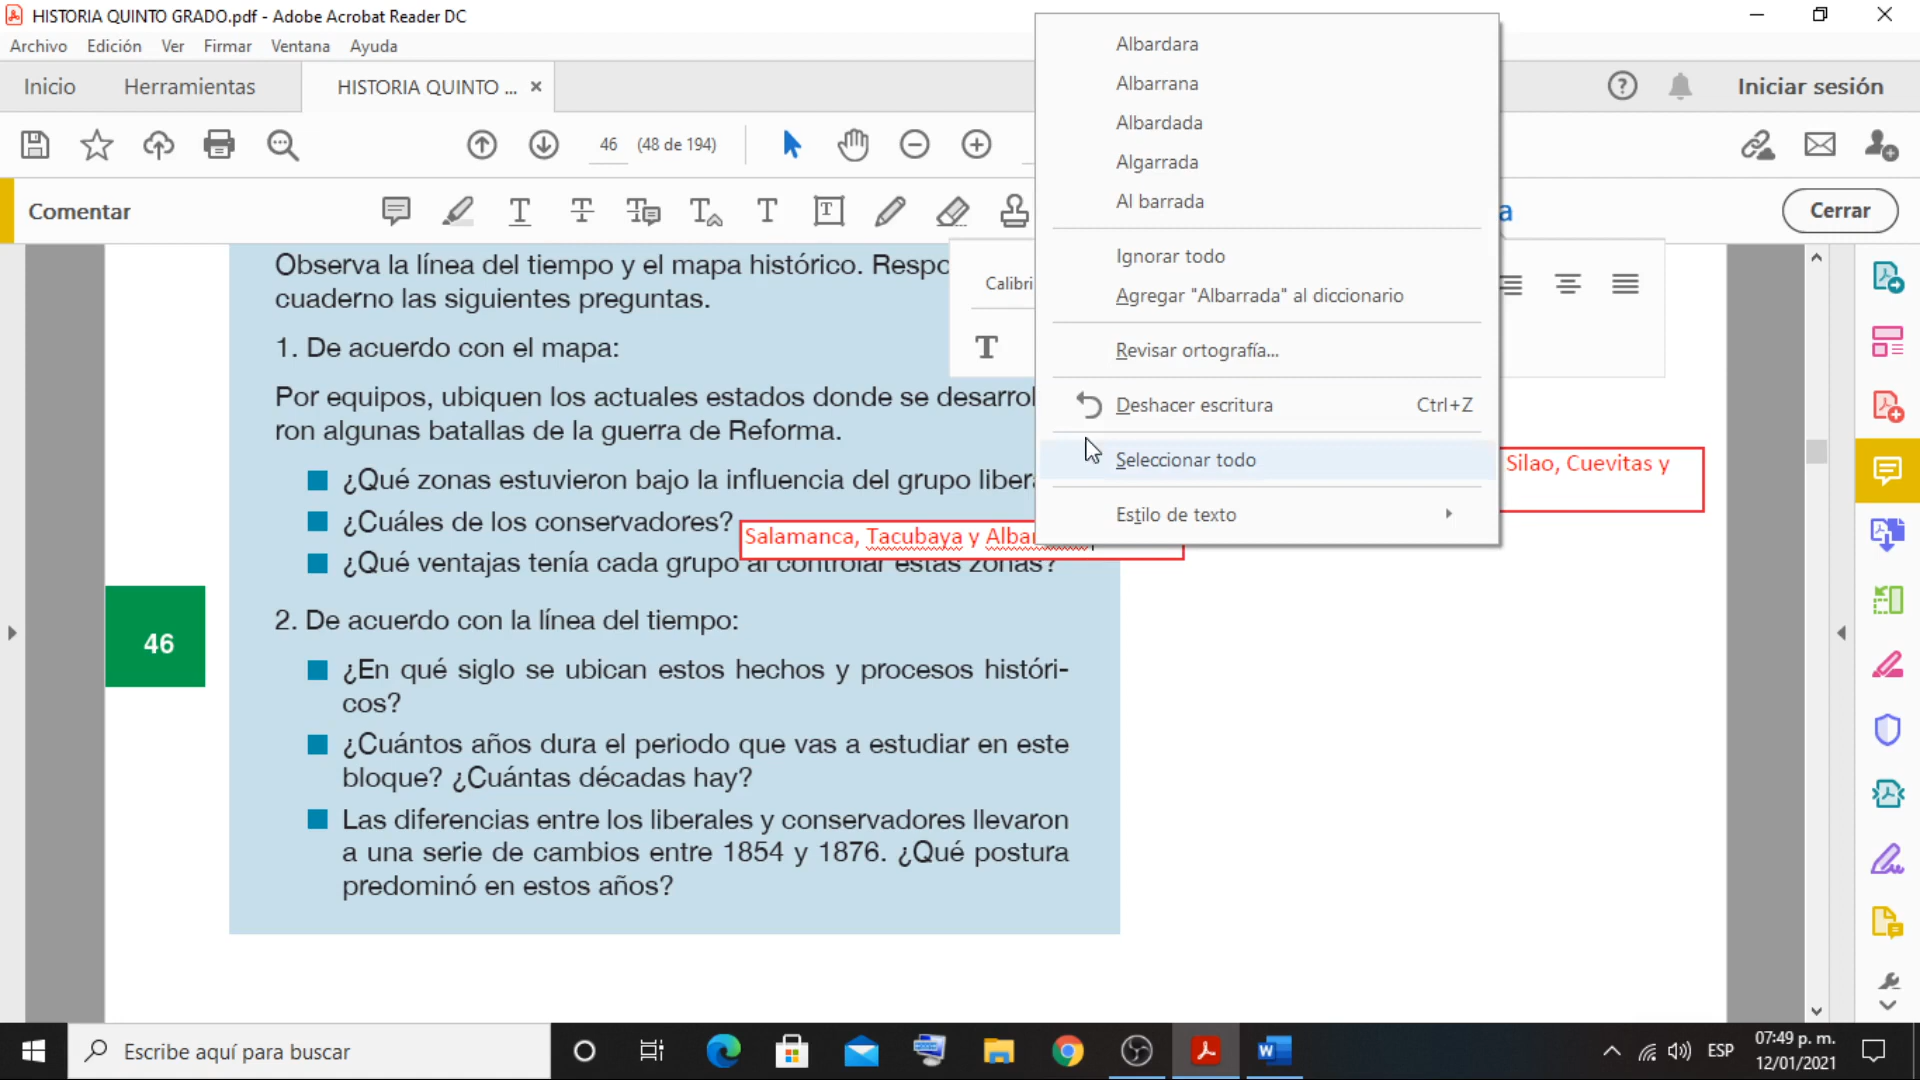 HISTORIA QUINTO GRADO.pdf - Adobe Acrobat Reader DC
Archivo Edición Ver Firmar Ventana Ayuda
Inicio Herramientas HISTORIA QUINTO ... ×
Iniciar sesión
46 (48 de 194)
Comentar
Cerrar
Calibri
Albardara
Albarrana
Albardada
Algarrada
Al barrada
Ignorar todo
Agregar "Albarrada" al diccionario
Revisar ortografía...
Deshacer escritura Ctrl+Z
Seleccionar todo
Estilo de texto
Observa la línea del tiempo y el mapa histórico.
cuaderno las siguientes preguntas.
1. De acuerdo con el mapa:
Por equipos, ubiquen los actuales estados donde se
ron algunas batallas de la guerra de Reforma.
¿Qué zonas estuvieron bajo la influencia del grupo
Silao, Cuevitas y
¿Cuáles de los conservadores?
Salamanca, Tacubaya y
¿Qué ventajas tenía cada grupo al controlar estas zonas?
46
2. De acuerdo con la línea del tiempo:
¿En qué siglo se ubican estos hechos y procesos históri-
cos?
¿Cuántos años dura el periodo que vas a estudiar en este
bloque? ¿Cuántas décadas hay?
Las diferencias entre los liberales y conservadores llevaron
a una serie de cambios entre 1854 y 1876. ¿Qué postura
predominó en estos años?
Escribe aquí para buscar
ESP
07:49 p. m.
12/01/2021